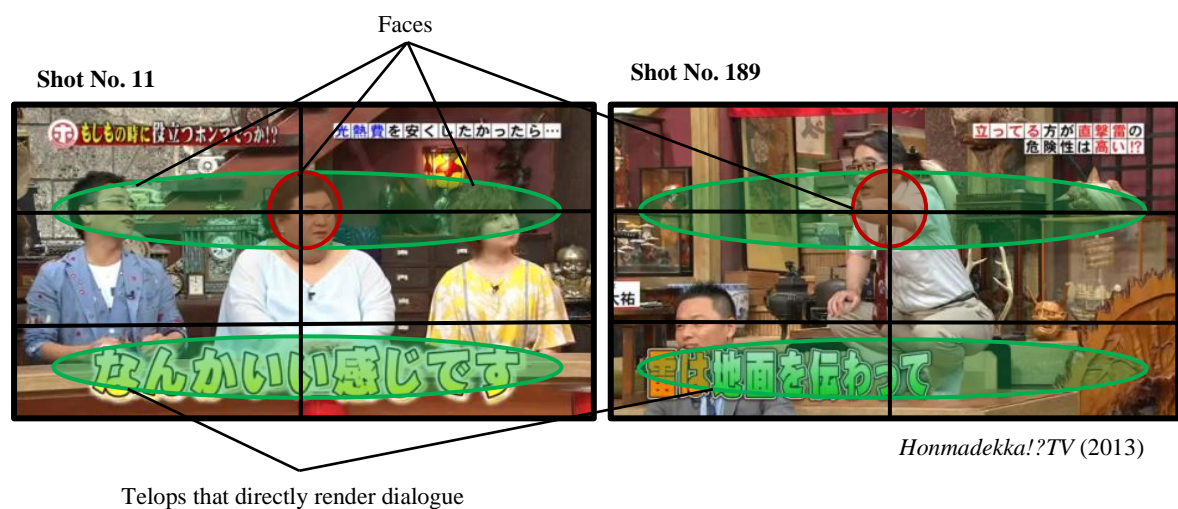 Faces
Shot No. 11
Shot No. 189
もしもの時に役立つホンマでっか!?
光熱費を安くしたかったら…
立ってる方が直撃雷の
危険性は高い!?
なんかいい感じです
雷は地面を伝わって
Honmadekka!?TV (2013)
Telops that directly render dialogue